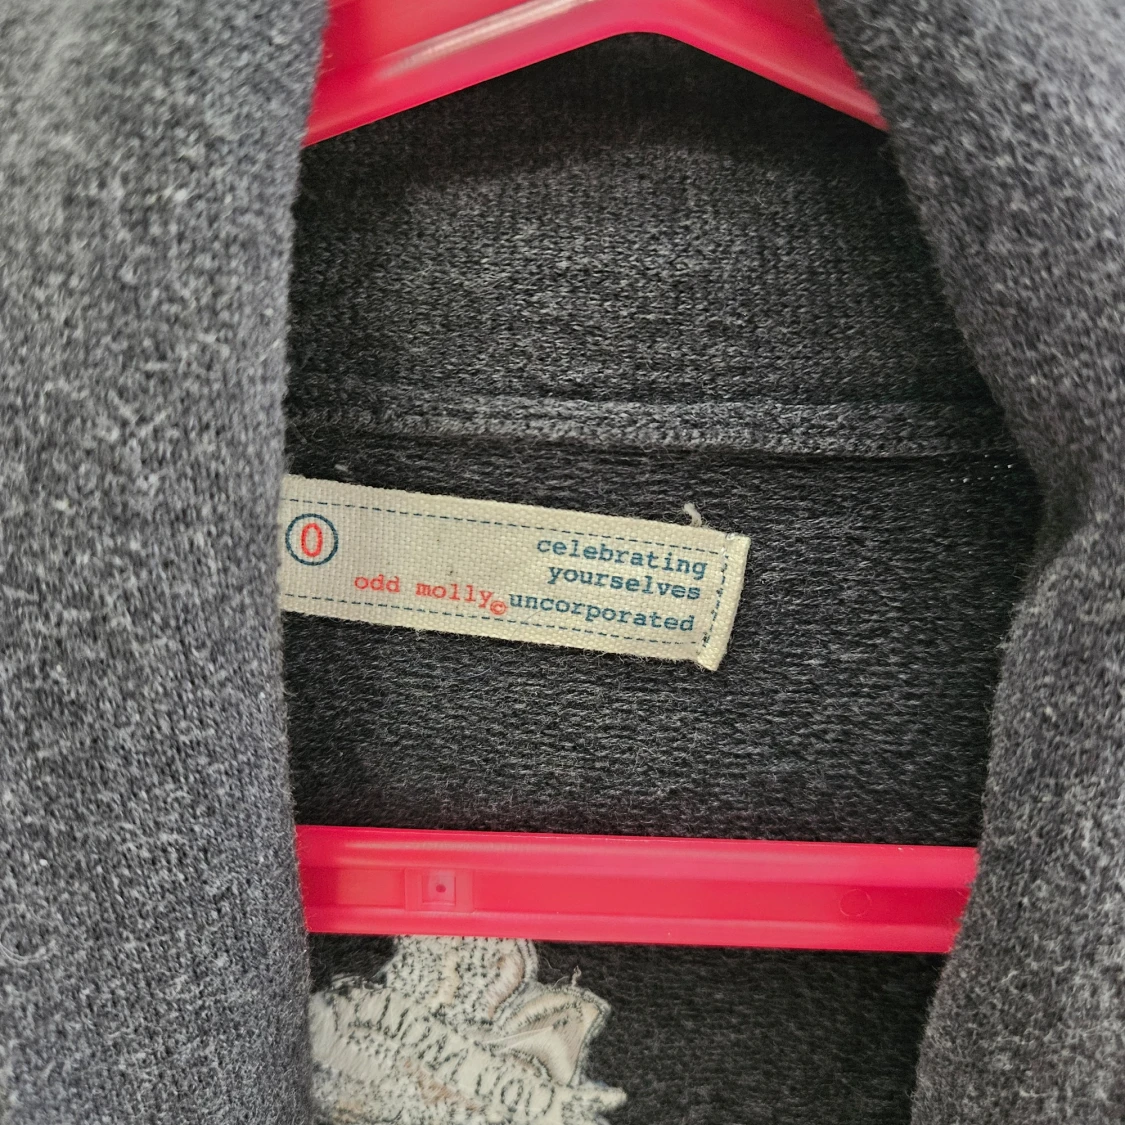 0
celebrating
yourselves
odd molly© uncorporated